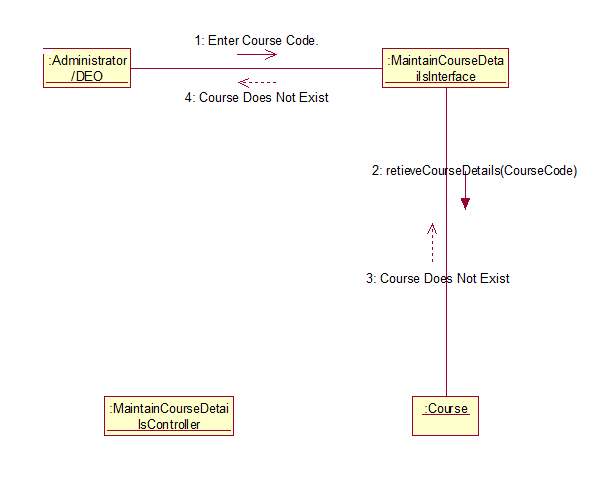 1: Enter Course Code.
:Administrator
/DEO
:MaintainCourseDeta
ilsInterface
4: Course Does Not Exist
2: retieveCourseDetails(CourseCode)
3: Course Does Not Exist
:MaintainCourseDetai
lsController
:Course